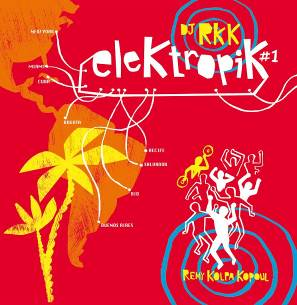 DJ RKK
elektropik #1
NEW YORK
MIAMI
CUBA
BOGOTA
RECIFE
SALVADOR
RIO
BUENOS AIRES
REMY KOLPA KOPOUL